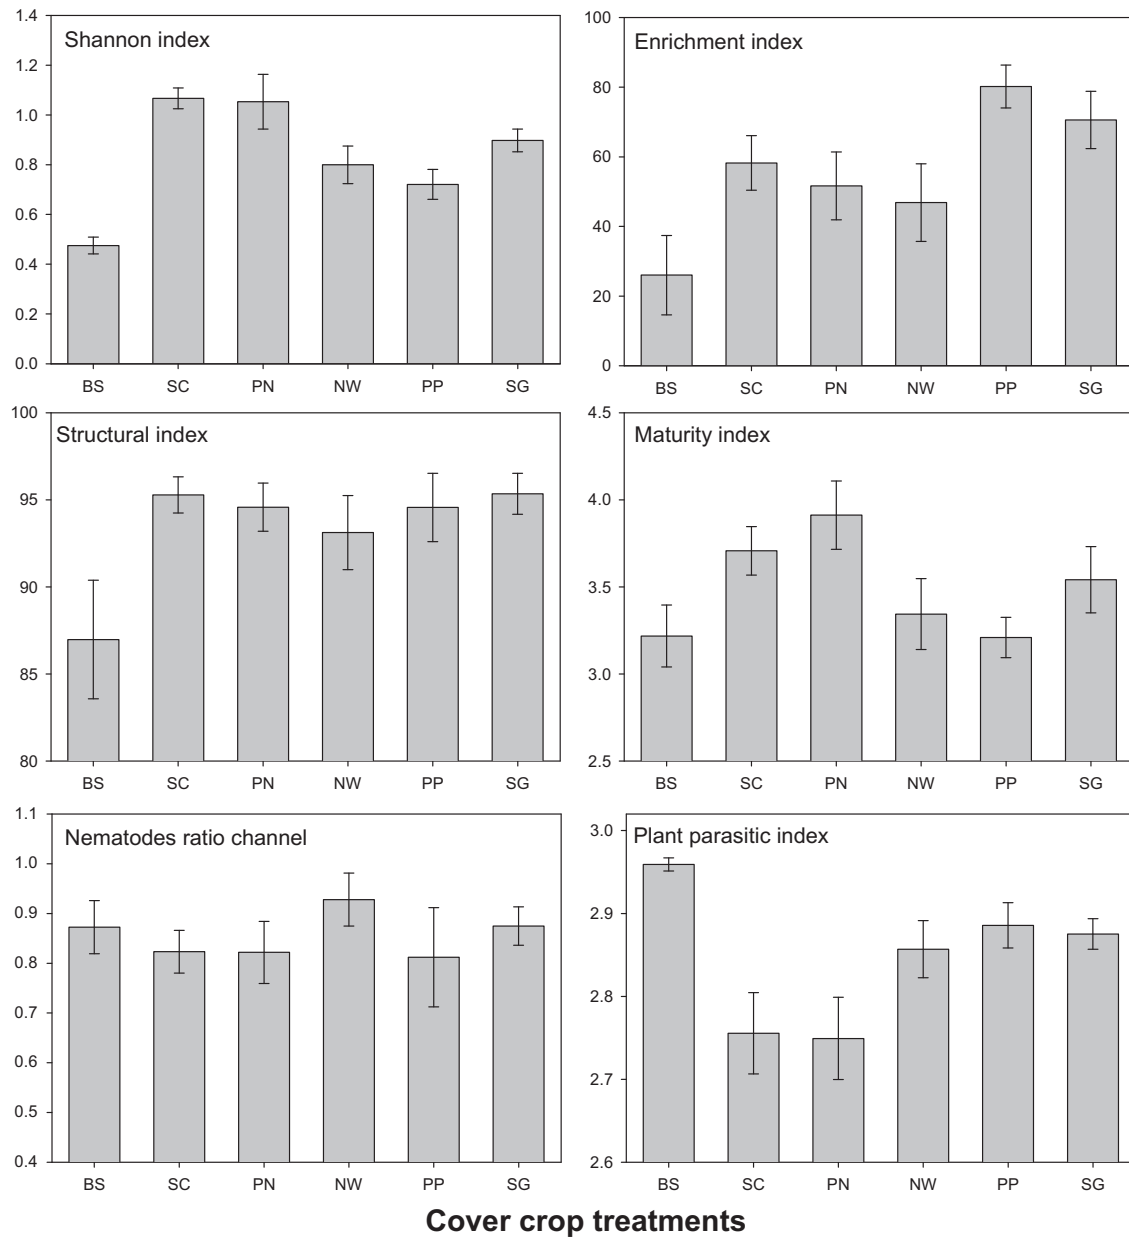 Shannon index
1.4
1.2
1.0
0.8
0.6
0.4
0.2
0.0
BS SC PN NW PP SG
Enrichment index
100
80
60
40
20
0
BS SC PN NW PP SG
Structural index
100
95
90
85
80
BS SC PN NW PP SG
Maturity index
4.5
4.0
3.5
3.0
2.5
BS SC PN NW PP SG
Nematodes ratio channel
1.1
1.0
0.9
0.8
0.7
0.6
0.5
0.4
BS SC PN NW PP SG
Plant parasitic index
3.0
2.9
2.8
2.7
2.6
BS SC PN NW PP SG
Cover crop treatments